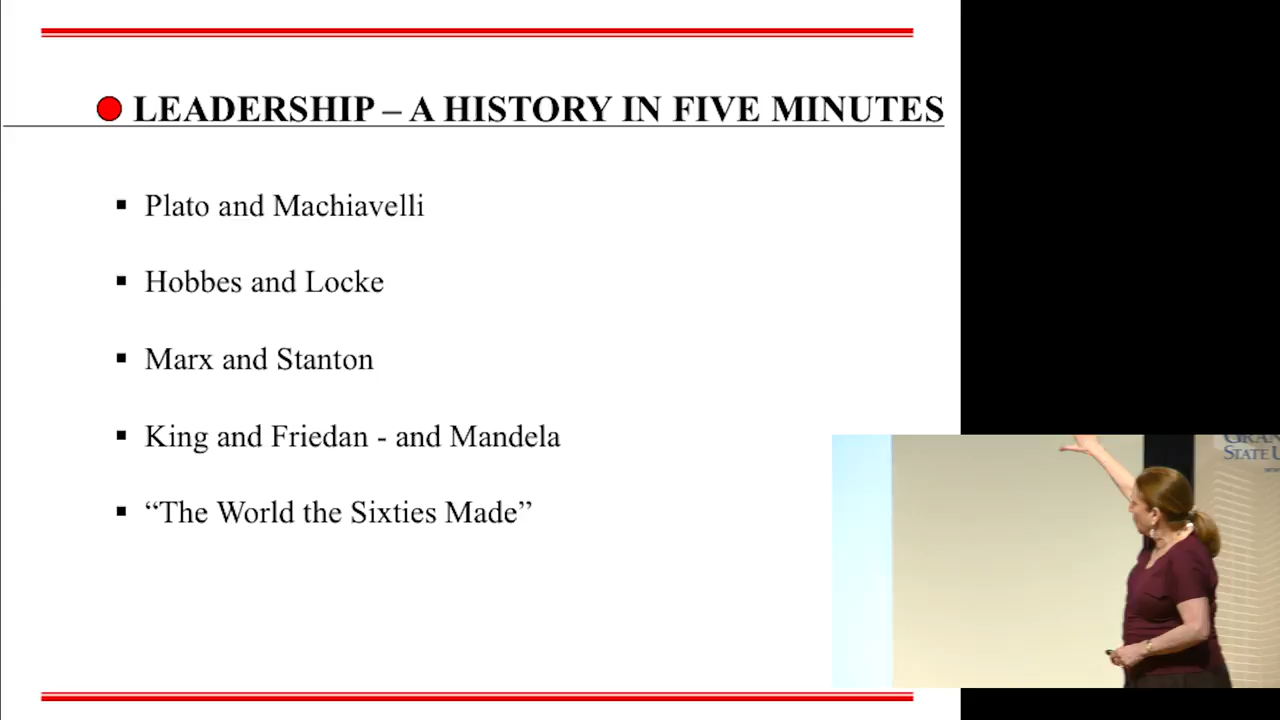 LEADERSHIP – A HISTORY IN FIVE MINUTES
▪ Plato and Machiavelli
▪ Hobbes and Locke
▪ Marx and Stanton
▪ King and Friedan - and Mandela
▪ “The World the Sixties Made”
STATE